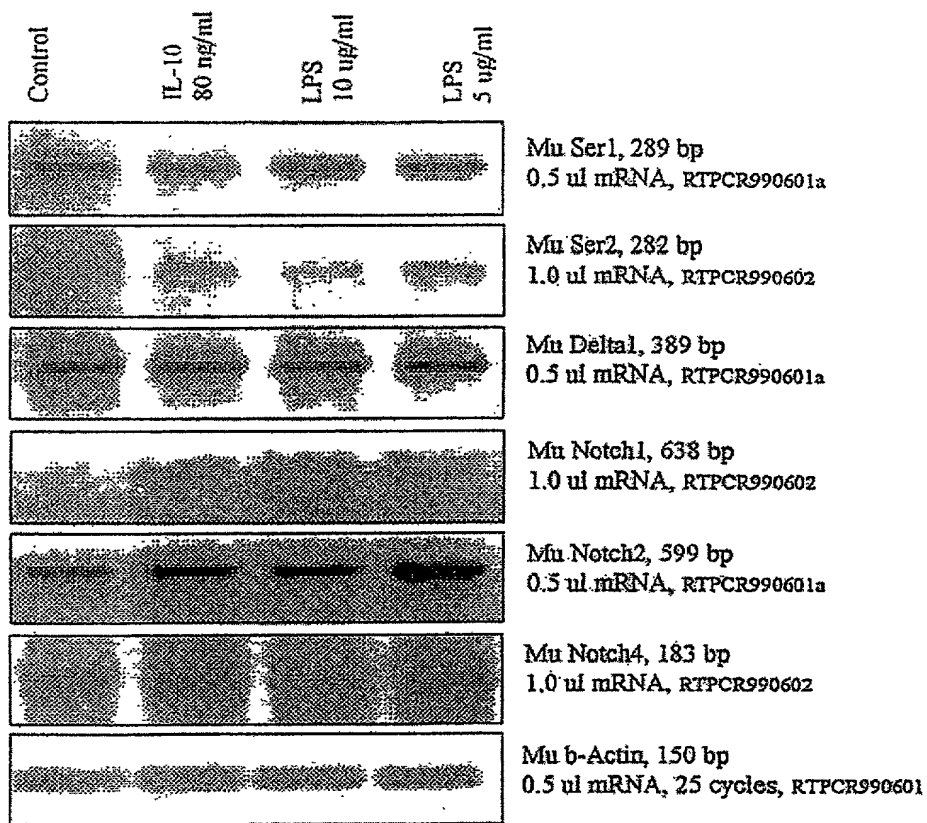 Control
IL-10
80 ng/ml
LPS
10 ug/ml
LPS
5 ug/ml
Mu Ser1, 289 bp
0.5 ul mRNA, RTPCR990601a
Mu Ser2, 282 bp
1.0 ul mRNA, RTPCR990602
Mu Delta1, 389 bp
0.5 ul mRNA, RTPCR990601a
Mu Notch1, 638 bp
1.0 ul mRNA, RTPCR990602
Mu Notch2, 599 bp
0.5 ul mRNA, RTPCR990601a
Mu Notch4, 183 bp
1.0 ul mRNA, RTPCR990602
Mu b-Actin, 150 bp
0.5 ul mRNA, 25 cycles, RTPCR990601